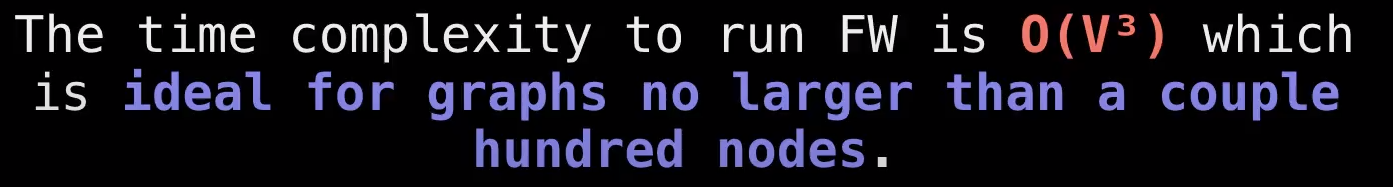 The time complexity to run FW is O(V³) which
is ideal for graphs no larger than a couple
hundred nodes.